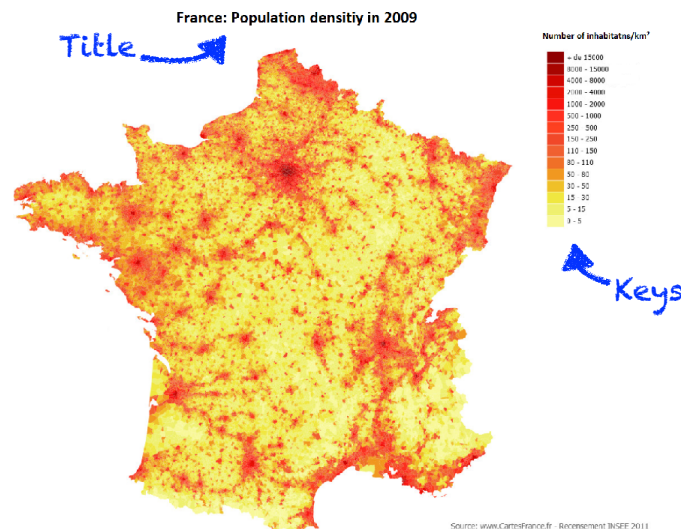 France: Population densitiy in 2009
Title
Number of inhabitatns/km²
+ de 15000
8000 - 15000
4000 - 8000
2000 - 4000
1000 - 2000
500 - 1000
250 - 500
150 - 250
110 - 150
80 - 110
50 - 80
30 - 50
15 - 30
5 - 15
0 - 5
Keys
Source: www.CartesFrance.fr - Recensement INSEE 2011